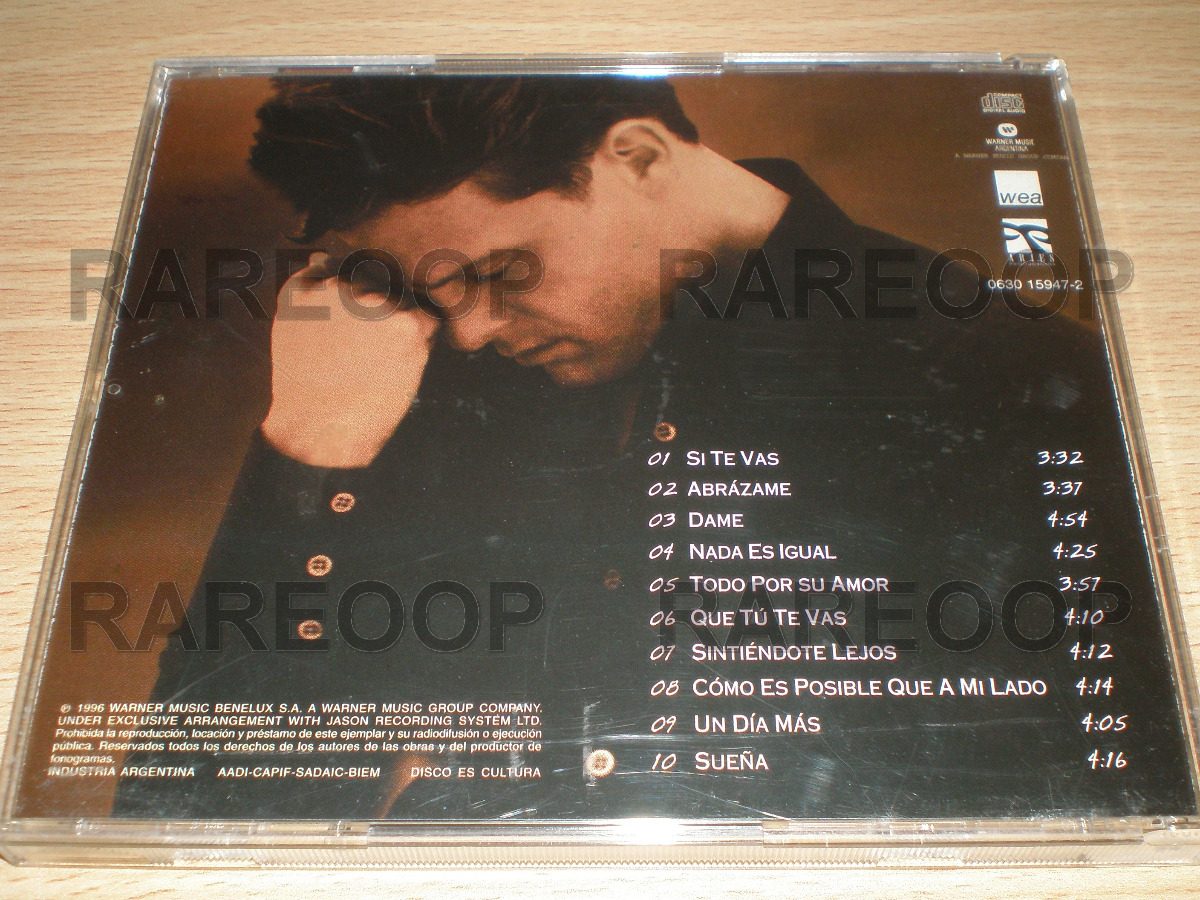 COMPACT
disc
DIGITAL AUDIO
WARNER MUSIC
ARGENTINA
wea
ARIES
0630 15947-2
RAREOOP RAREOOP
01 SI TE VAS 3:32
02 ABRÁZAME 3:37
03 DAME 4:54
04 NADA ES IGUAL 4:25
05 TODO POR SU AMOR 3:57
06 QUE TÚ TE VAS 4:10
07 SINTIÉNDOTE LEJOS 4:12
08 CÓMO ES POSIBLE QUE A MI LADO 4:14
09 UN DÍA MÁS 4:05
10 SUEÑA 4:16
RAREOOP RAREOOP
℗ 1996 WARNER MUSIC BENELUX S.A. A WARNER MUSIC GROUP COMPANY.
UNDER EXCLUSIVE ARRANGEMENT WITH JASON RECORDING SYSTEM LTD.
Prohibida la reproducción, locación y préstamo de este ejemplar y su radiodifusión o ejecución
pública. Reservados todos los derechos de los autores de las obras y del productor de
fonogramas.
INDUSTRIA ARGENTINA AADI-CAPIF-SADAIC-BIEM DISCO ES CULTURA